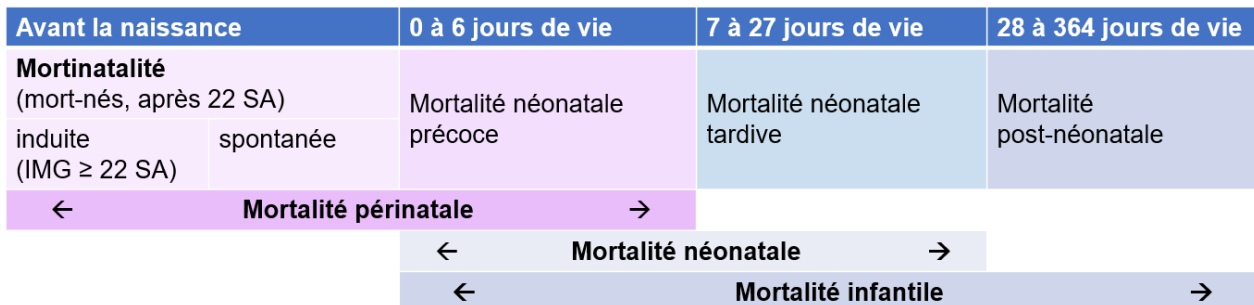 Avant la naissance
0 à 6 jours de vie
7 à 27 jours de vie
28 à 364 jours de vie
Mortinatalité
(mort-nés, après 22 SA)
induite
(IMG ≥ 22 SA)
spontanée
Mortalité néonatale
précoce
Mortalité néonatale
tardive
Mortalité
post-néonatale
← Mortalité périnatale →
← Mortalité néonatale →
← Mortalité infantile →